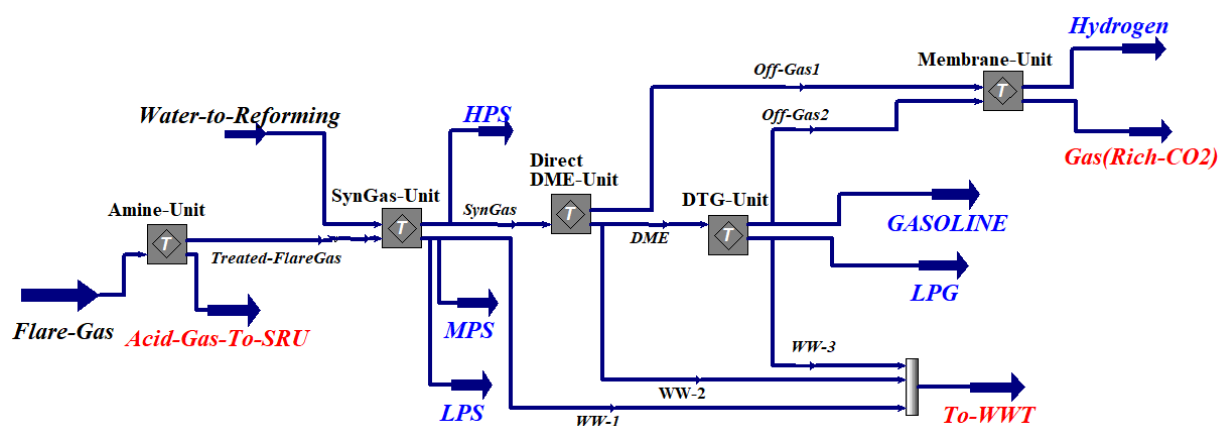 Hydrogen
Off-Gas1
Membrane-Unit
T
Off-Gas2
Gas(Rich-CO2)
Water-to-Reforming
HPS
Direct
DME-Unit
T
SynGas-Unit
T
SynGas
DTG-Unit
T
DME
GASOLINE
LPG
Amine-Unit
T
Treated-FlareGas
Flare-Gas
Acid-Gas-To-SRU
MPS
LPS
WW-3
WW-2
WW-1
To-WWT